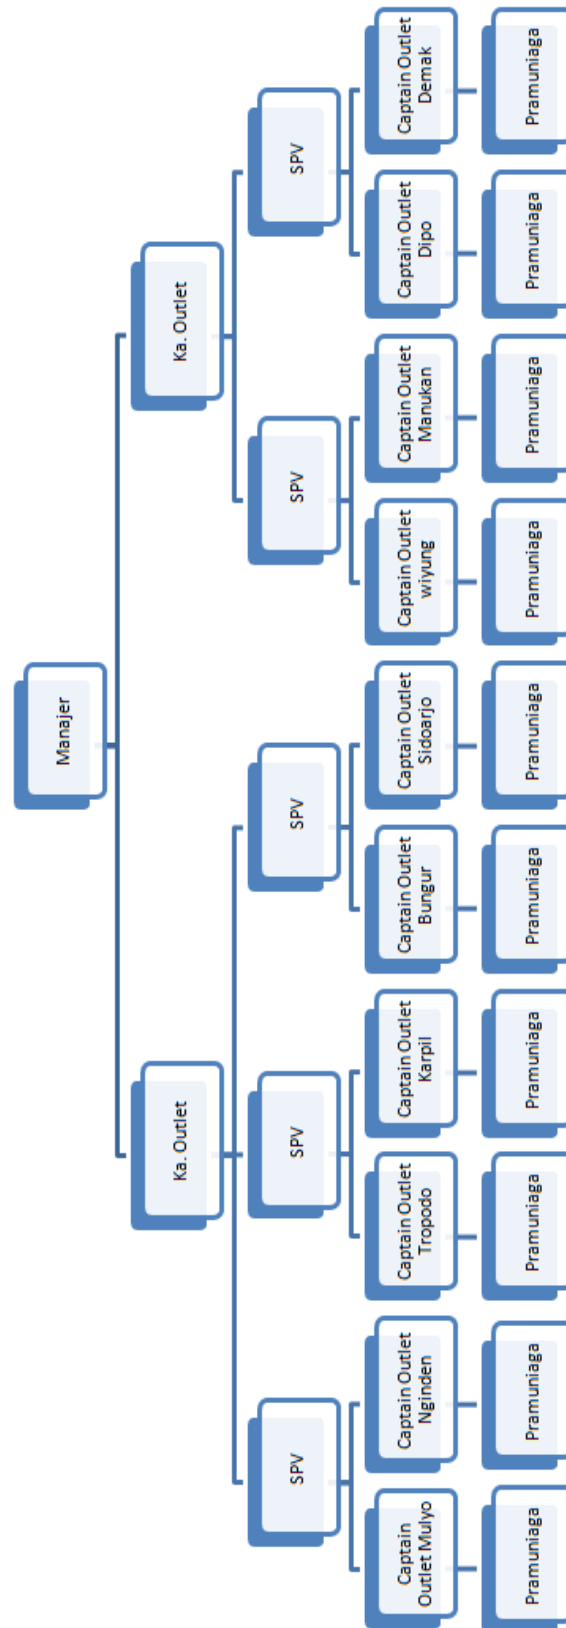 Manajer
Ka. Outlet
Ka. Outlet
SPV
SPV
SPV
SPV
SPV
Captain
Outlet Mulyo
Captain Outlet
Nginden
Captain Outlet
Tropodo
Captain Outlet
Karpil
Captain Outlet
Bungur
Captain Outlet
Sidoarjo
Captain Outlet
wiyung
Captain Outlet
Manukan
Captain Outlet
Dipo
Captain Outlet
Demak
Pramuniaga
Pramuniaga
Pramuniaga
Pramuniaga
Pramuniaga
Pramuniaga
Pramuniaga
Pramuniaga
Pramuniaga
Pramuniaga